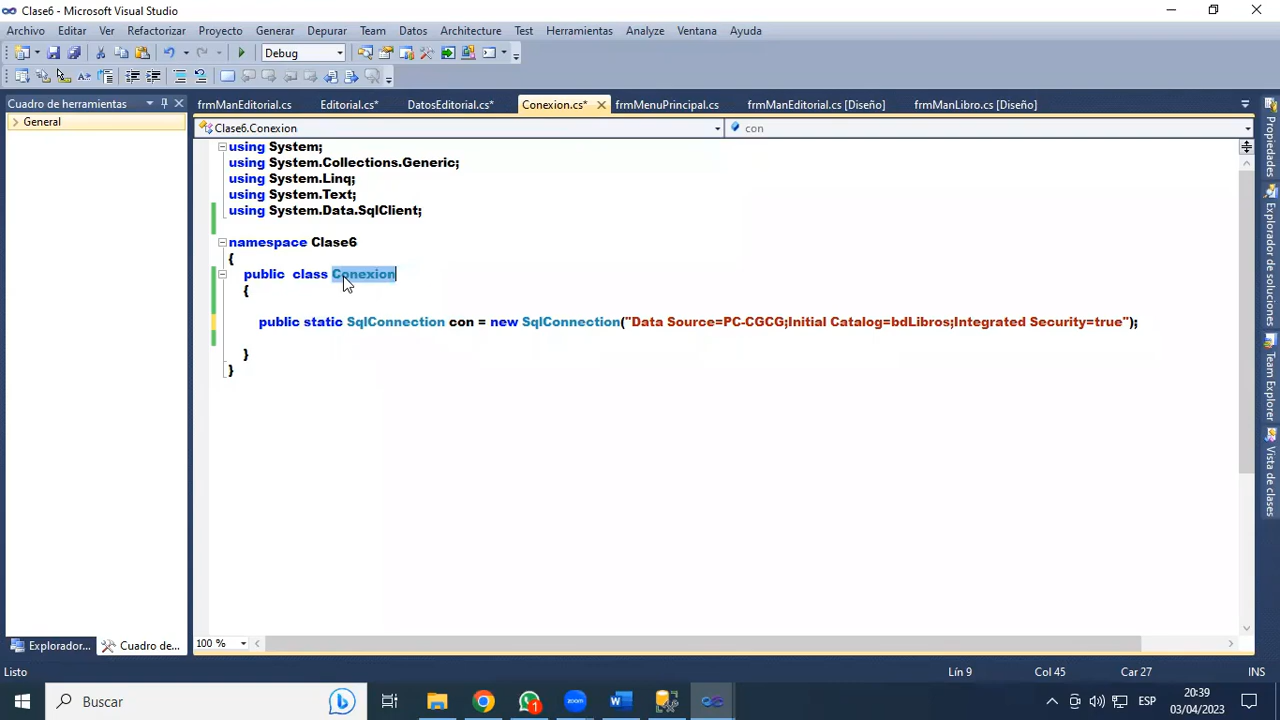 Clase6 - Microsoft Visual Studio
Archivo Editar Ver Refactorizar Proyecto Generar Depurar Team Datos Architecture Test Herramientas Analyze Ventana Ayuda
Debug
Cuadro de herramientas
frmManEditorial.cs Editorial.cs* DatosEditorial.cs* Conexion.cs* frmMenuPrincipal.cs frmManEditorial.cs [Diseño] frmManLibro.cs [Diseño]
General
Clase6.Conexion
con
using System;
using System.Collections.Generic;
using System.Linq;
using System.Text;
using System.Data.SqlClient;
namespace Clase6
{
public class Conexion
{
public static SqlConnection con = new SqlConnection("Data Source=PC-CGCG;Initial Catalog=bdLibros;Integrated Security=true");
}
}
Propiedades
Explorador de soluciones
Team Explorer
Vista de clases
100 %
Explorador... Cuadro de...
Listo
Lín 9 Col 45 Car 27 INS
Buscar
zoom
1
ESP
20:39
03/04/2023